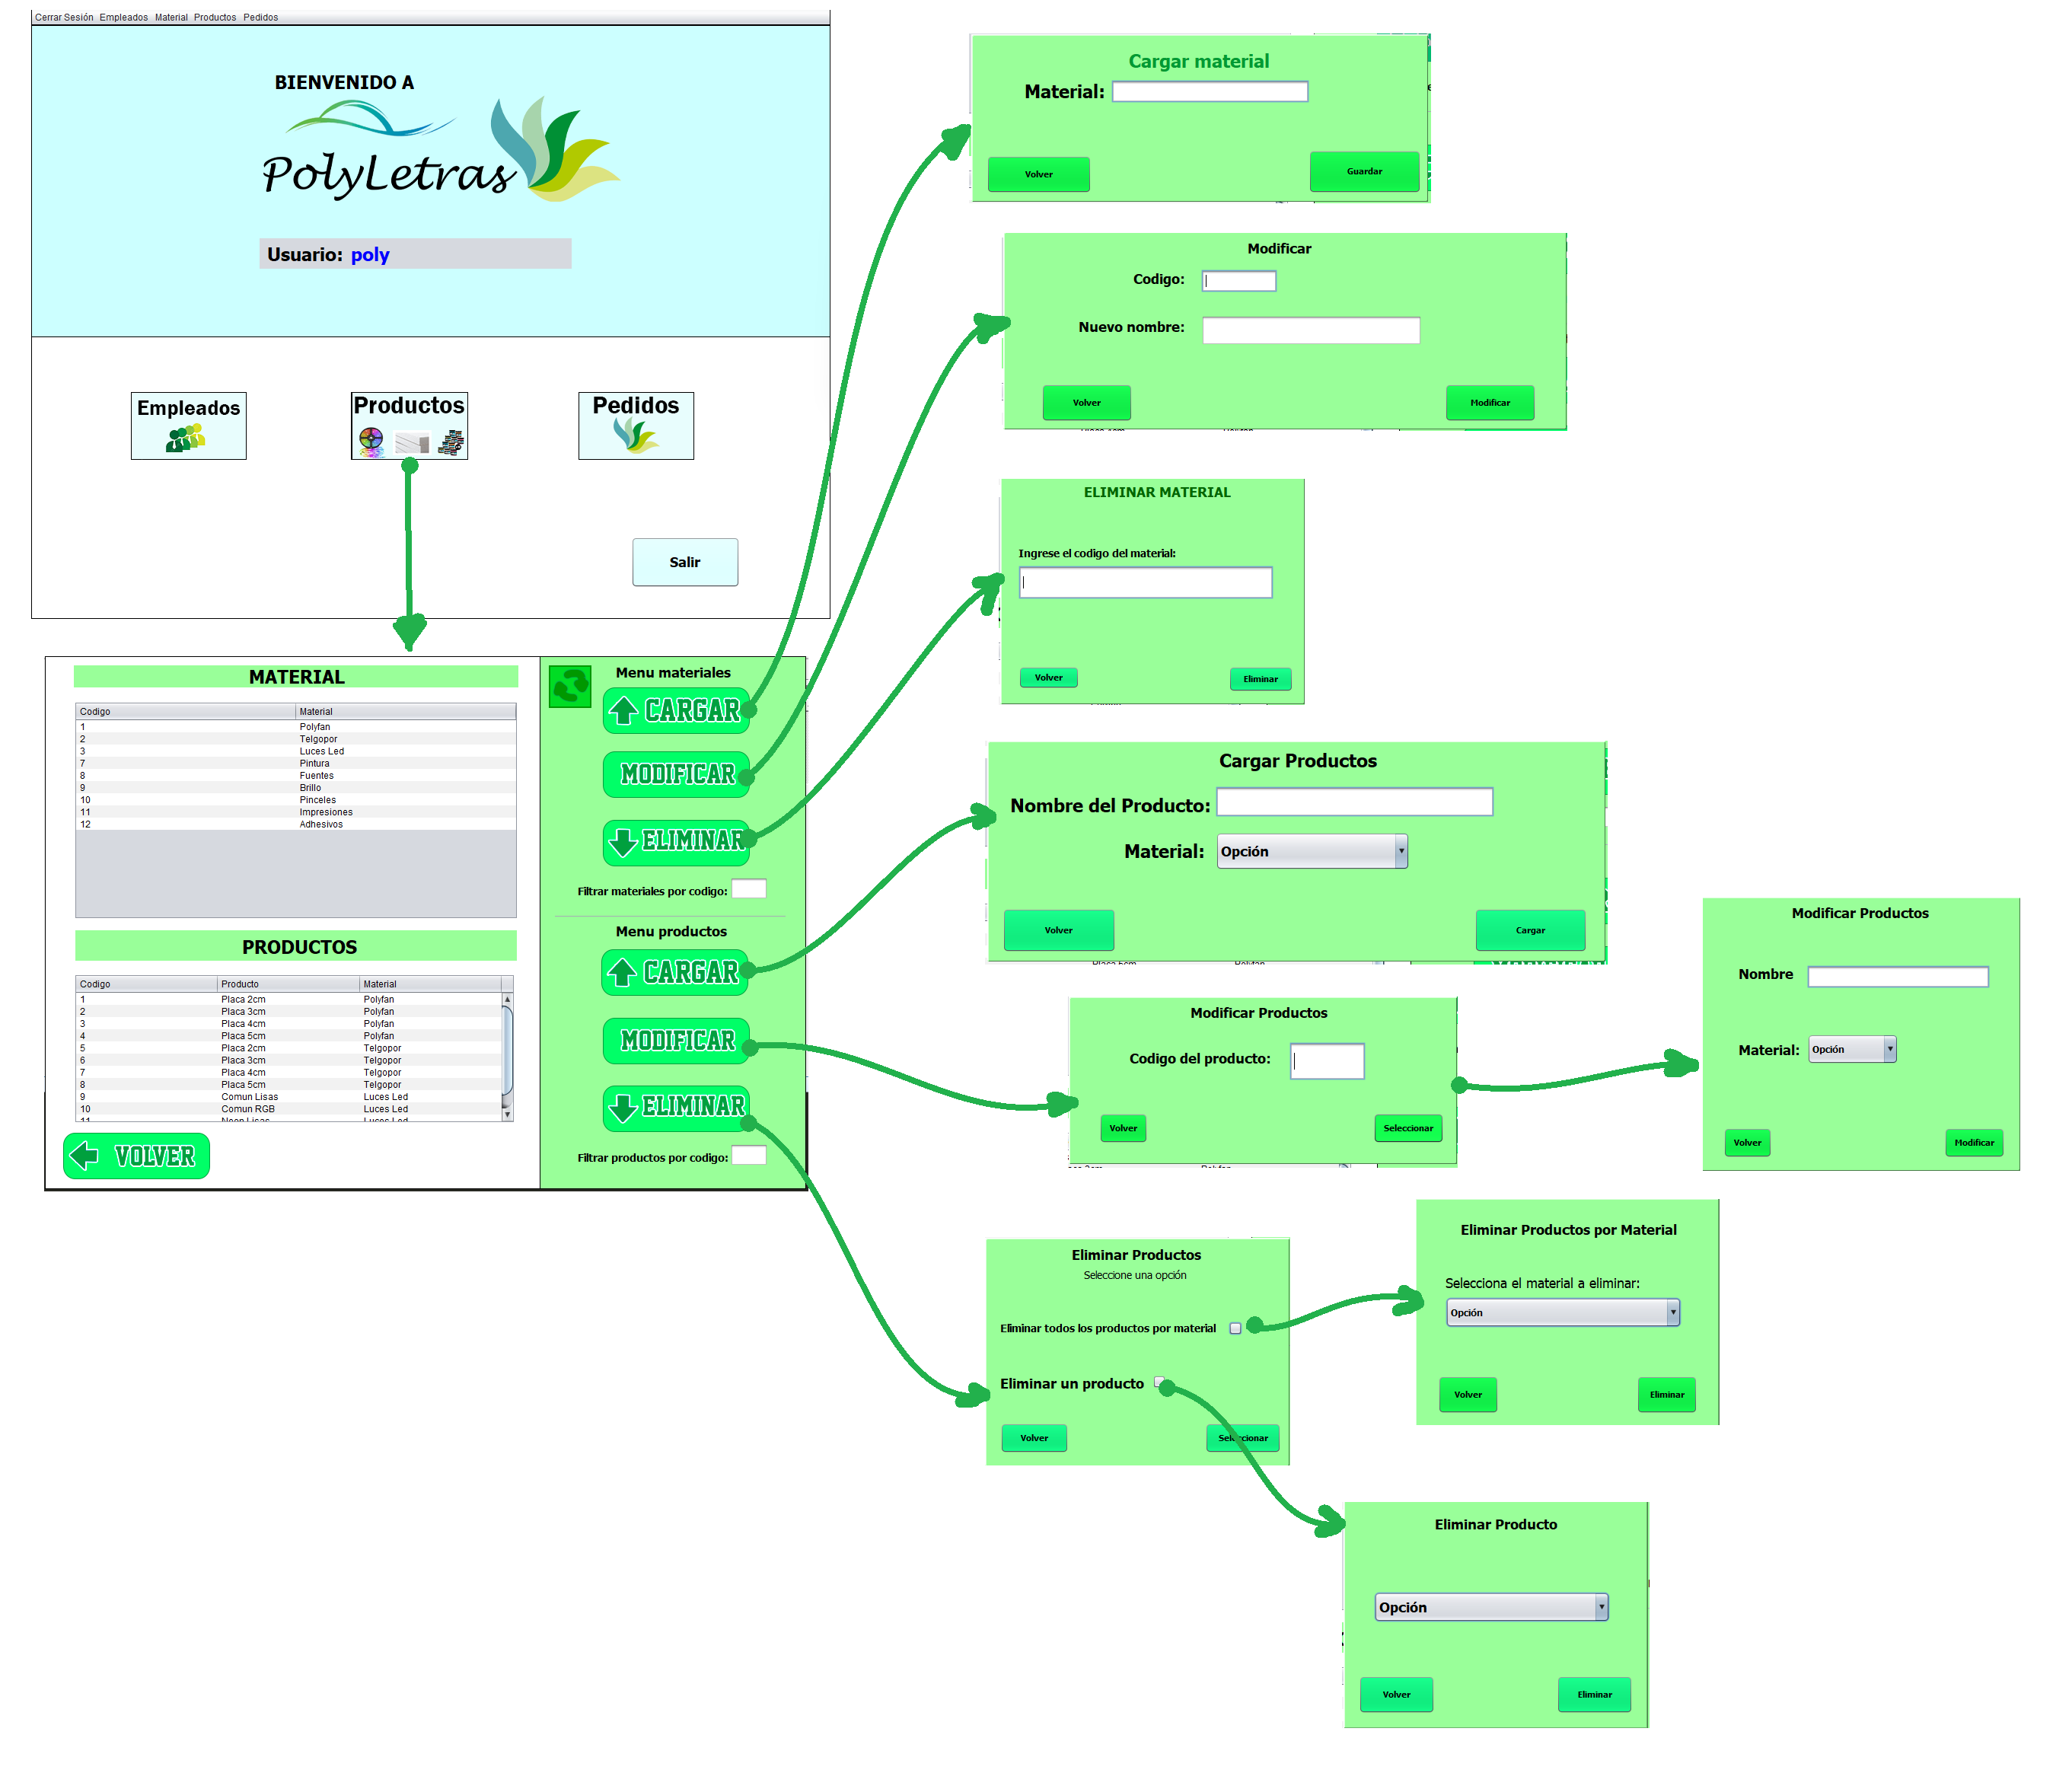 Cerrar Sesión Empleados Material Productos Pedidos
BIENVENIDO A
PolyLetras
Usuario: poly
Empleados
Productos
Pedidos
Salir
MATERIAL
Codigo Material
1 Polyfan
2 Telgopor
3 Luces Led
7 Pintura
8 Fuentes
9 Brillo
10 Pinceles
11 Impresiones
12 Adhesivos
PRODUCTOS
Codigo Producto Material
1 Placa 2cm Polyfan
2 Placa 3cm Polyfan
3 Placa 4cm Polyfan
4 Placa 5cm Polyfan
5 Placa 2cm Telgopor
6 Placa 3cm Telgopor
7 Placa 4cm Telgopor
8 Placa 5cm Telgopor
9 Comun Lisas Luces Led
10 Comun RGB Luces Led
11 Neon Lisas Luces Led
VOLVER
Menu materiales
CARGAR
MODIFICAR
ELIMINAR
Filtrar materiales por codigo:
Menu productos
CARGAR
MODIFICAR
ELIMINAR
Filtrar productos por codigo:
Cargar material
Material:
Volver Guardar
Modificar
Codigo:
Nuevo nombre:
Volver Modificar
ELIMINAR MATERIAL
Ingrese el codigo del material:
Volver Eliminar
Cargar Productos
Nombre del Producto:
Material: Opción
Volver Cargar
Placa 6cm Polyfan
Modificar Productos
Codigo del producto:
Volver Seleccionar
Modificar Productos
Nombre
Material: Opción
Volver Modificar
Eliminar Productos
Seleccione una opción
Eliminar todos los productos por material
Eliminar un producto
Volver Seleccionar
Eliminar Productos por Material
Selecciona el material a eliminar:
Opción
Volver Eliminar
Eliminar Producto
Opción
Volver Eliminar